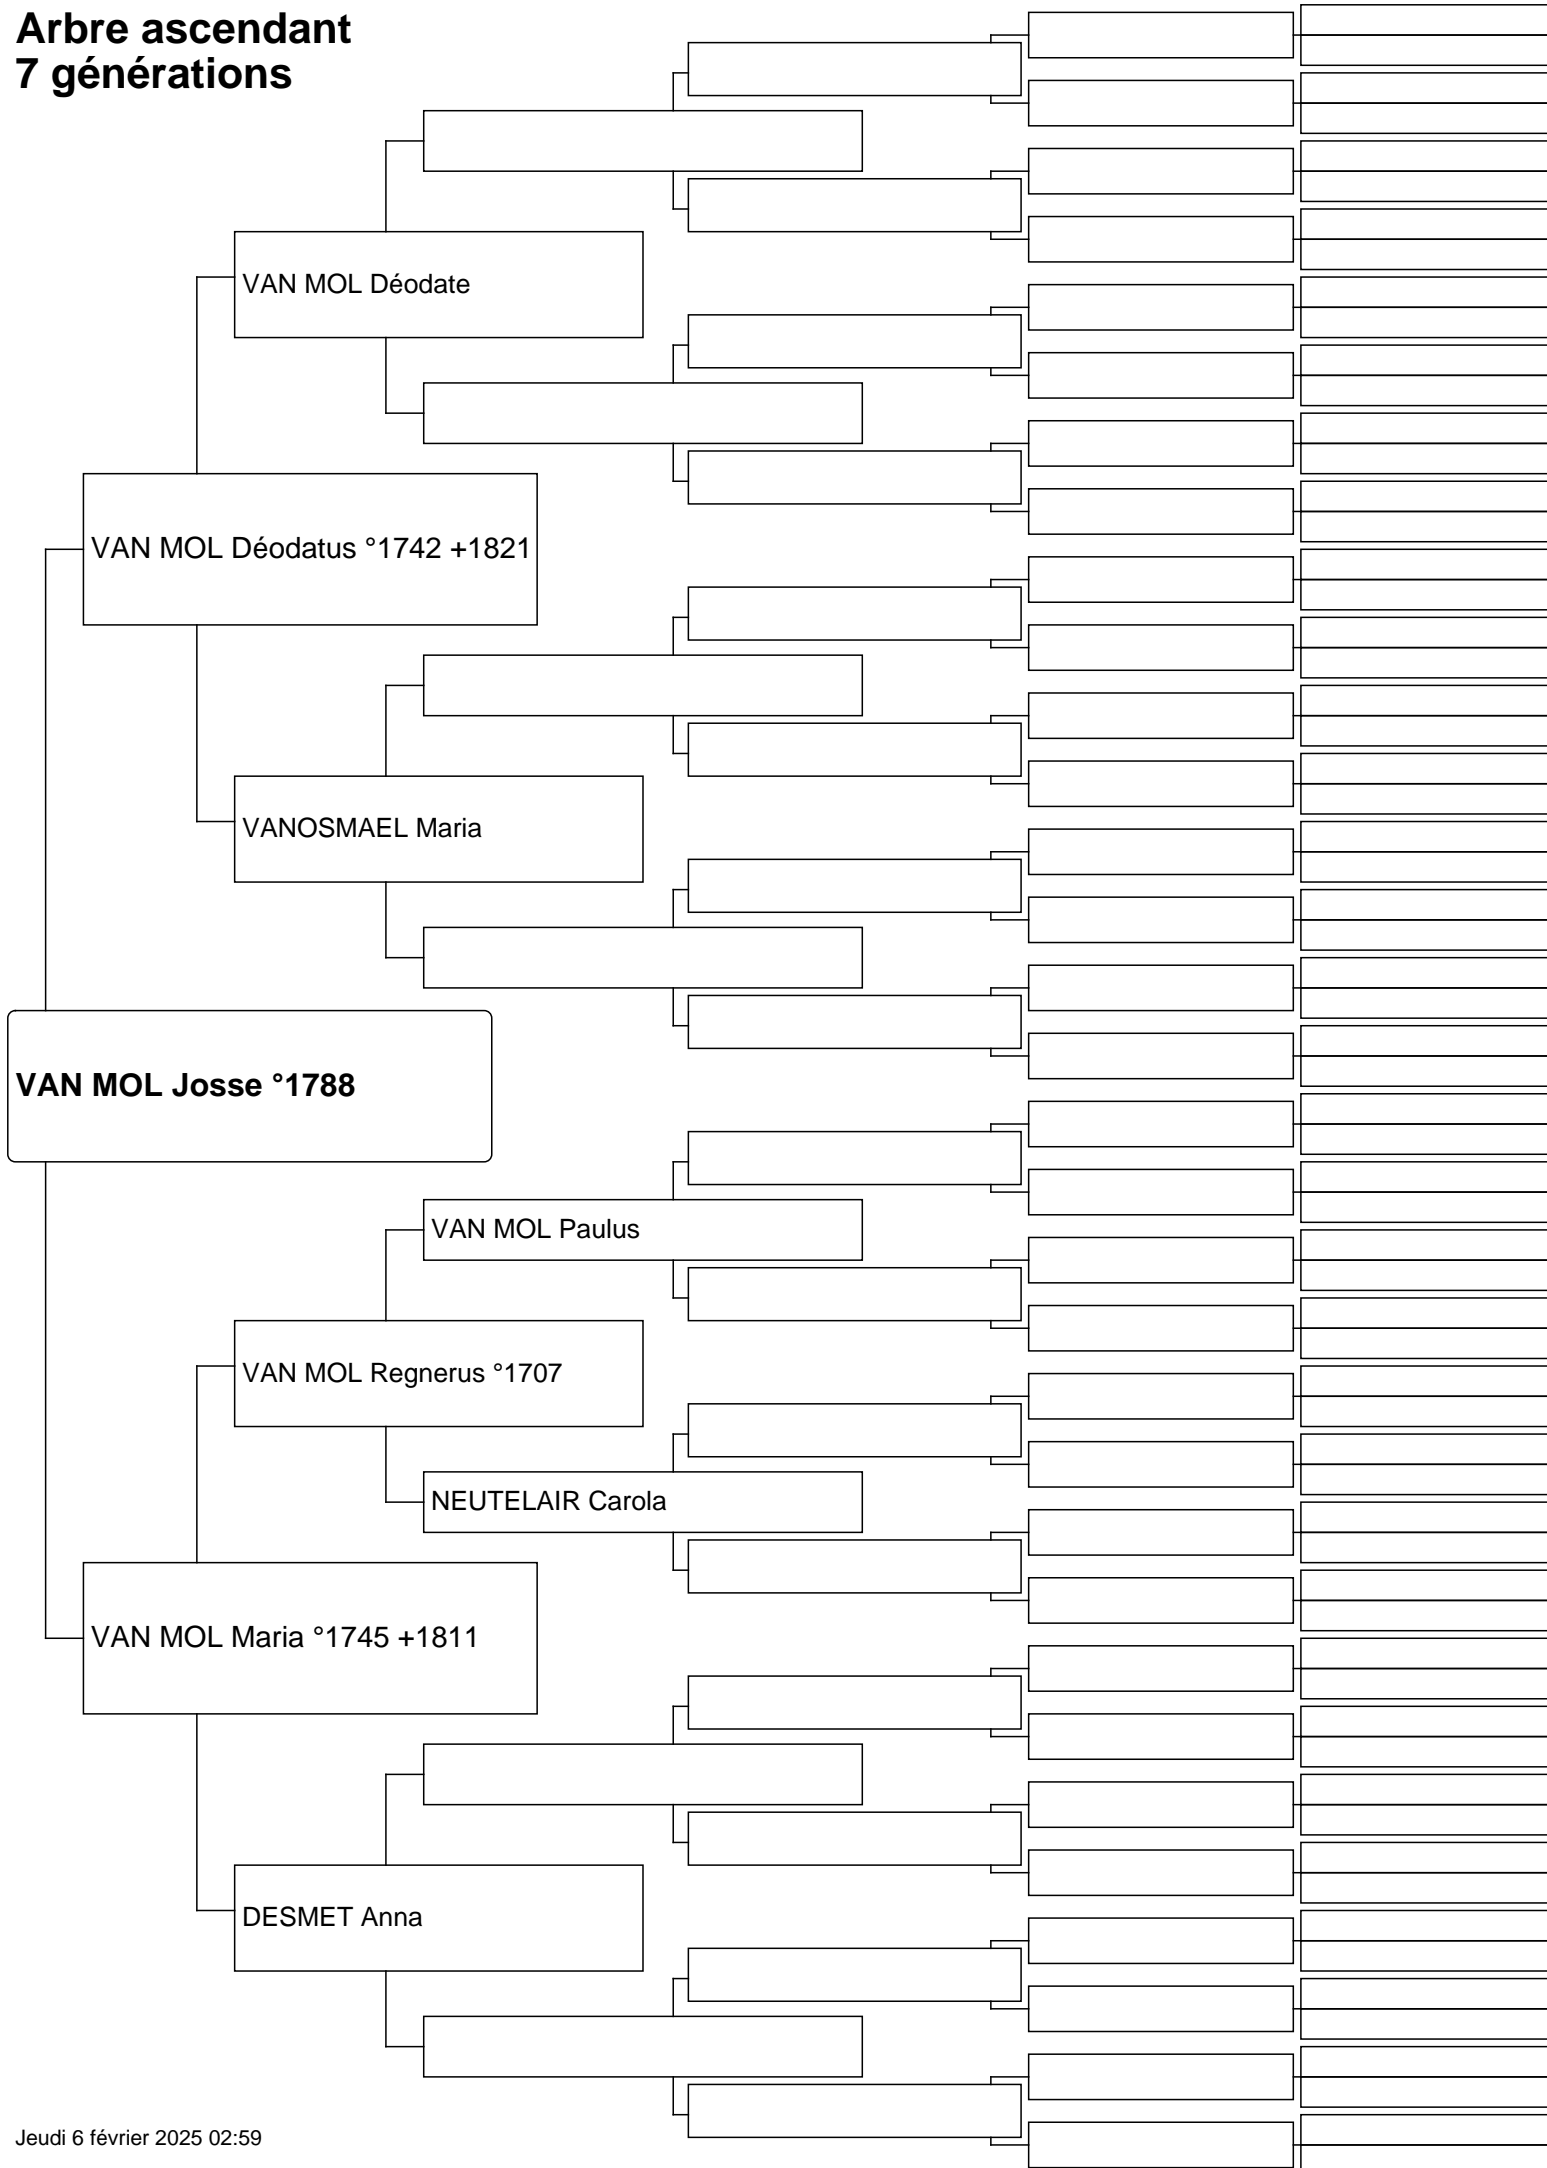 Arbre ascendant
7 générations
VAN MOL Déodate
VAN MOL Déodatus °1742 +1821
VANOSMAEL Maria
VAN MOL Josse °1788
VAN MOL Paulus
VAN MOL Regnerus °1707
NEUTELAIR Carola
VAN MOL Maria °1745 +1811
DESMET Anna
Jeudi 6 février 2025 02:59